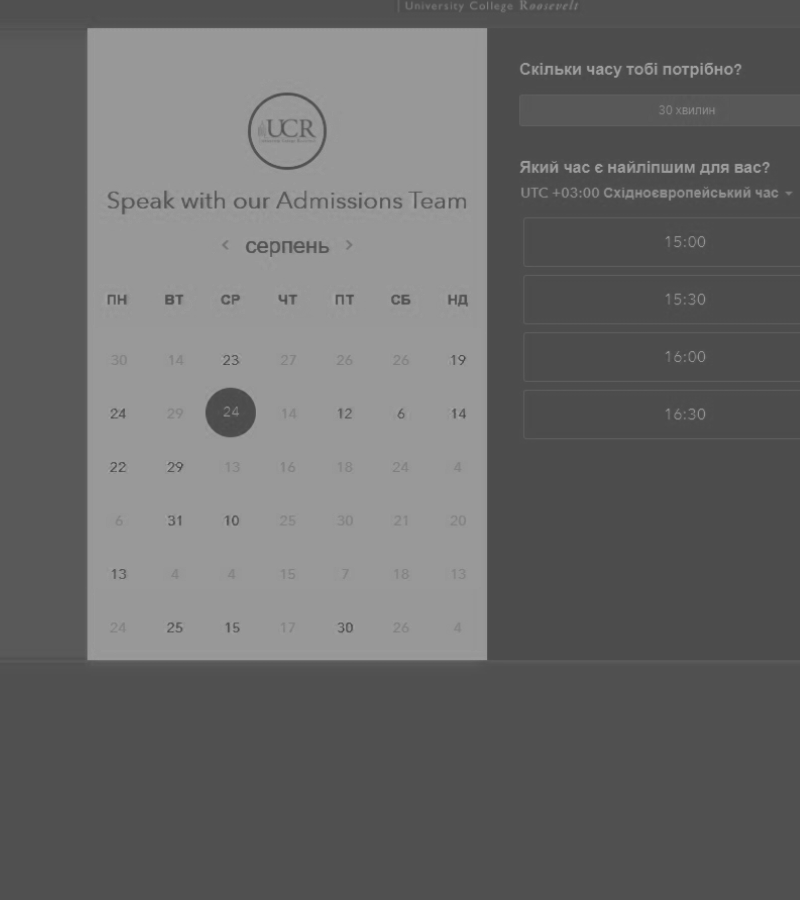 University College Roosevelt
UCR
Speak with our Admissions Team
< серпень >
ПН ВТ СР ЧТ ПТ СБ НД
30 14 23 27 26 26 19
24 29 24 14 12 6 14
22 29 13 16 18 24 4
6 31 10 25 30 21 20
13 4 4 15 7 18 13
24 25 15 17 30 26 4
Скільки часу тобі потрібно?
30 хвилин
Який час є найліпшим для вас?
UTC +03:00 Східноєвропейський час
15:00
15:30
16:00
16:30